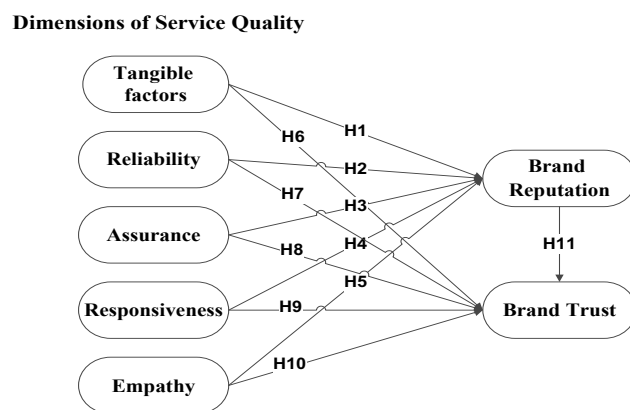 Dimensions of Service Quality
Tangible
factors
H1
H6
Reliability
H2
Brand
Reputation
H7
H3
Assurance
H4
H11
H8
H5
Responsiveness
H9
Brand Trust
H10
Empathy